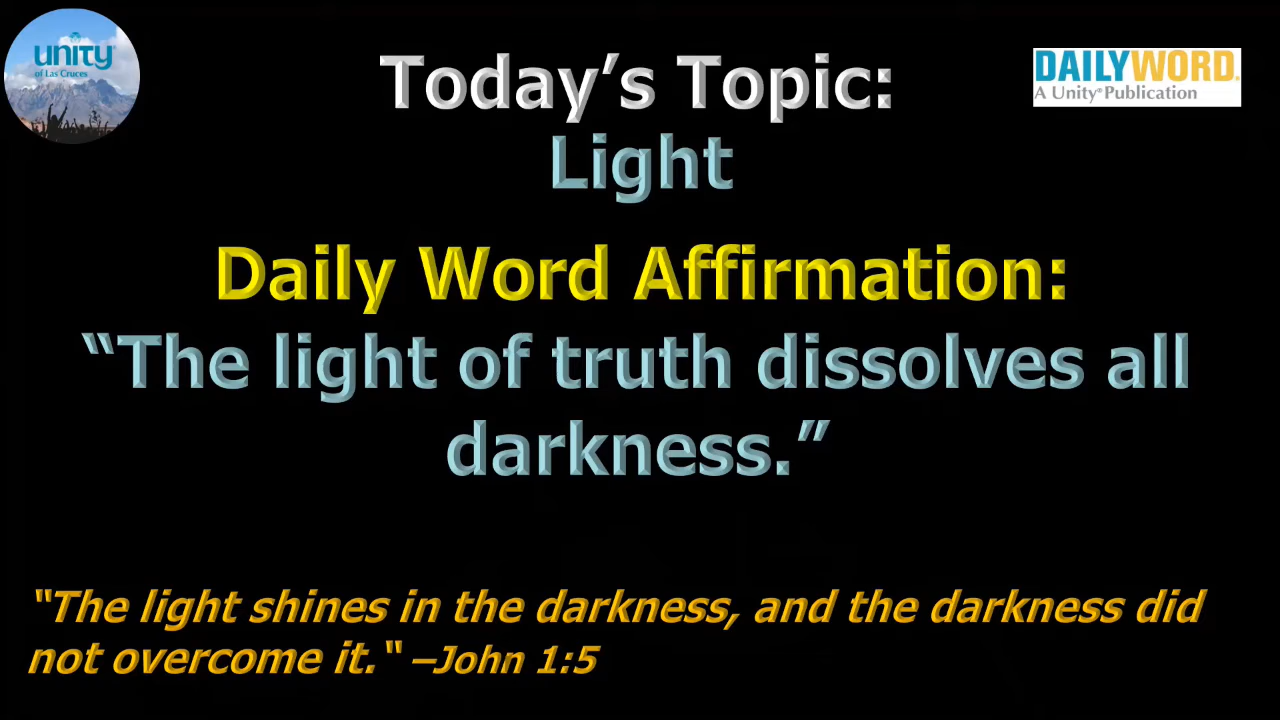 unity
of Las Cruces
Today’s Topic:
DAILYWORD®
A Unity® Publication
Light
Daily Word Affirmation:
“The light of truth dissolves all
darkness.”
“The light shines in the darkness, and the darkness did
not overcome it.“ –John 1:5